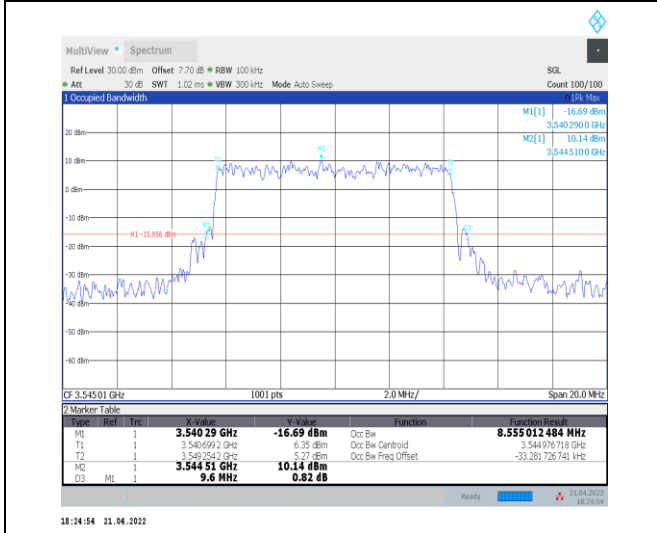 MultiView Spectrum
Ref Level 30.00 dBm Offset 7.70 dB RBW 100 kHz SGL
Att 30 dB SWT 1.02 ms VBW 300 kHz Mode Auto Sweep Count 100/100
1 Occupied Bandwidth 1Pk Max
M1[1] -16.69 dBm
3.540 290 0 GHz
M2[1] 10.14 dBm
3.544 510 0 GHz
20 dBm
10 dBm
0 dBm
-10 dBm
H1 -15.856 dBm
-20 dBm
-30 dBm
-40 dBm
-50 dBm
-60 dBm
M2
T1
T2
M1
D3
CF 3.545 01 GHz 1001 pts 2.0 MHz/ Span 20.0 MHz
2 Marker Table
Type Ref Trc X-Value Y-Value Function Function Result
M1 1 3.540 29 GHz -16.69 dBm Occ Bw 8.555 012 484 MHz
T1 1 3.540 699 2 GHz 6.35 dBm Occ Bw Centroid 3.544 976 718 GHz
T2 1 3.549 254 2 GHz 5.27 dBm Occ Bw Freq Offset -33.281 726 741 kHz
M2 1 3.544 51 GHz 10.14 dBm
D3 M1 1 9.6 MHz 0.82 dB
Ready 21.04.2022
18:24:54
18:24:54 21.04.2022